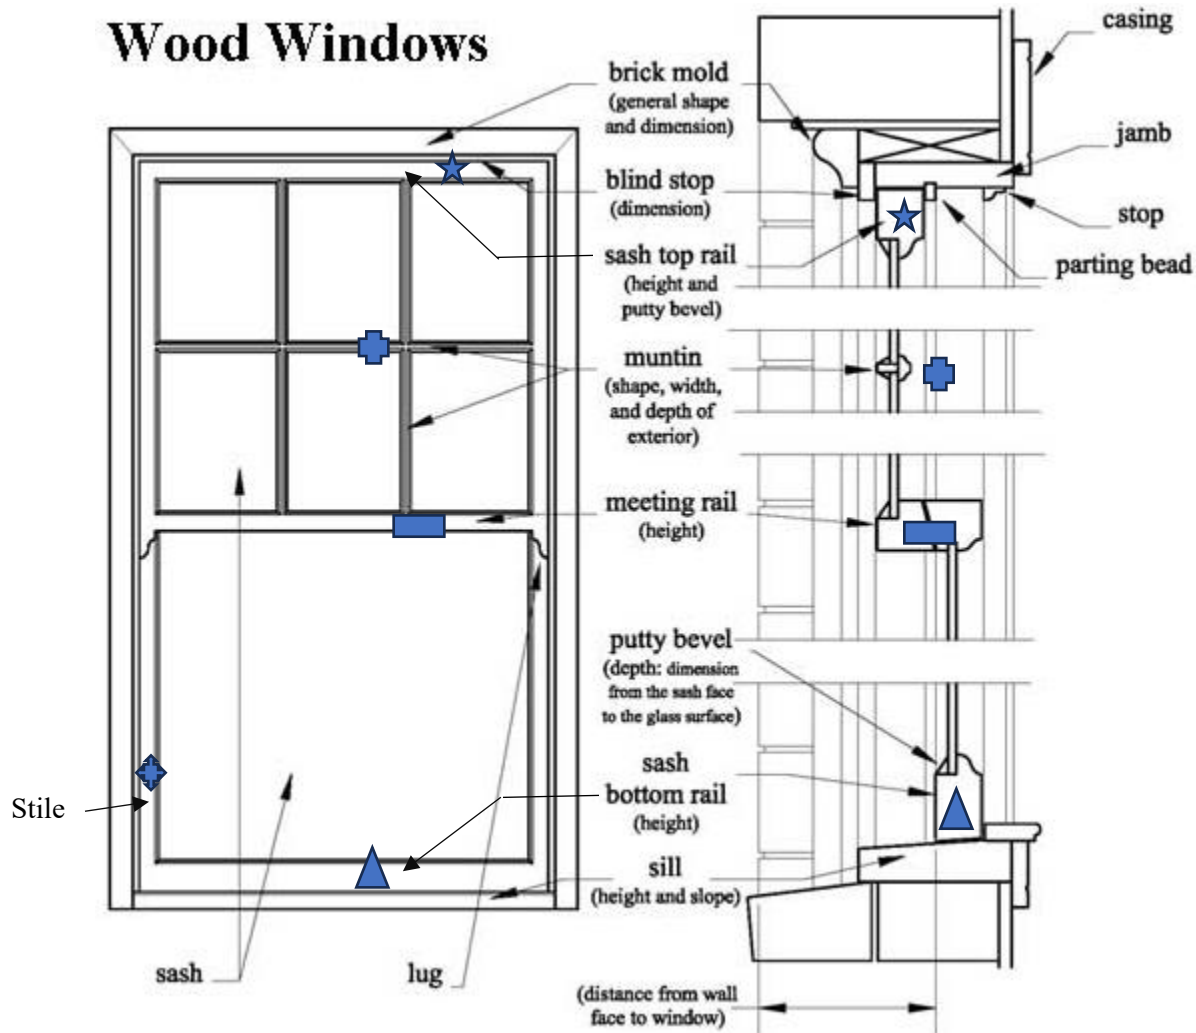 Wood Windows
casing
brick mold
(general shape
and dimension)
jamb
blind stop
(dimension)
stop
sash top rail
(height and
putty bevel)
parting bead
muntin
(shape, width,
and depth of
exterior)
meeting rail
(height)
putty bevel
(depth: dimension
from the sash face
to the glass surface)
sash
bottom rail
(height)
Stile
sill
(height and slope)
sash
lug
(distance from wall
face to window)